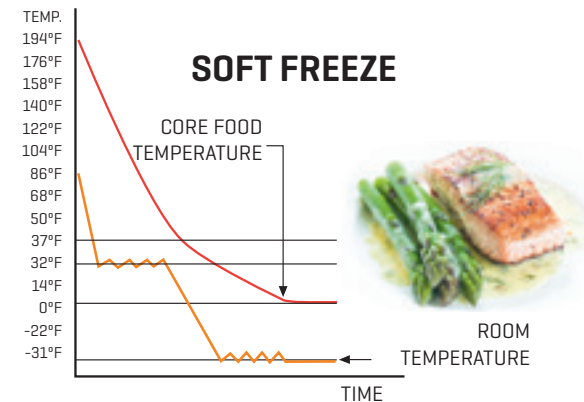 TEMP.
194°F
176°F
158°F
140°F
122°F
104°F
86°F
68°F
50°F
37°F
32°F
14°F
0°F
-22°F
-31°F
SOFT FREEZE
CORE FOOD
TEMPERATURE
ROOM
TEMPERATURE
TIME